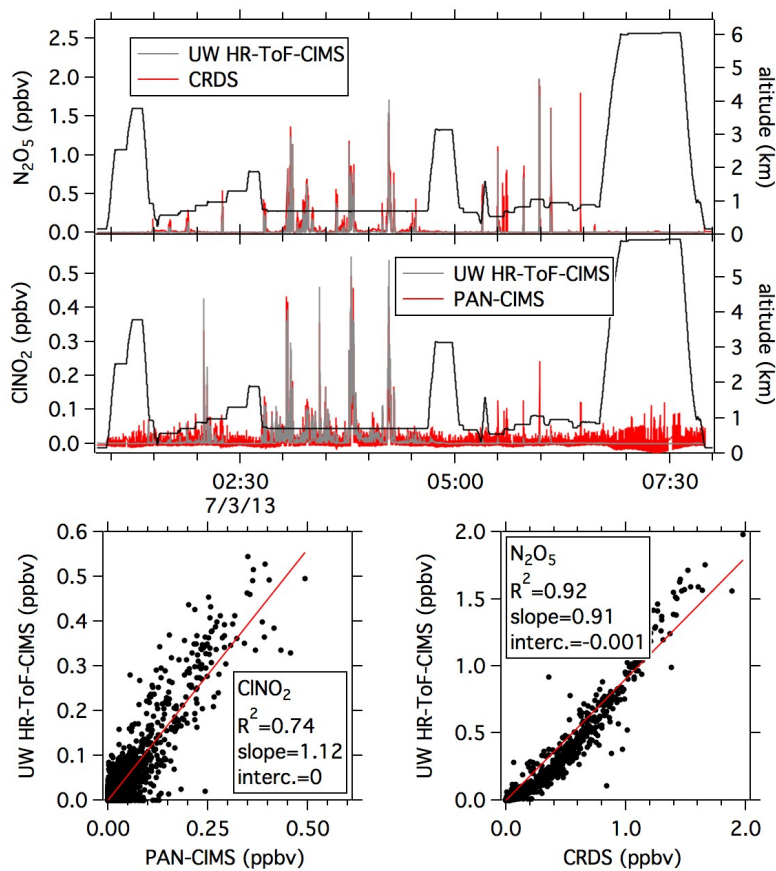 N₂O₅ (ppbv)
2.5
2.0
1.5
1.0
0.5
0.0
UW HR-ToF-CIMS
CRDS
6
5
4
3
2
1
0
altitude (km)
ClNO₂ (ppbv)
0.5
0.4
0.3
0.2
0.1
0.0
UW HR-ToF-CIMS
PAN-CIMS
5
4
3
2
1
0
altitude (km)
02:30
7/3/13
05:00
07:30
UW HR-ToF-CIMS (ppbv)
0.6
0.5
0.4
0.3
0.2
0.1
0.0
ClNO₂
R²=0.74
slope=1.12
interc.=0
0.00
0.25
0.50
PAN-CIMS (ppbv)
UW HR-ToF-CIMS (ppbv)
2.0
1.5
1.0
0.5
0.0
N₂O₅
R²=0.92
slope=0.91
interc.=-0.001
0.0
1.0
2.0
CRDS (ppbv)